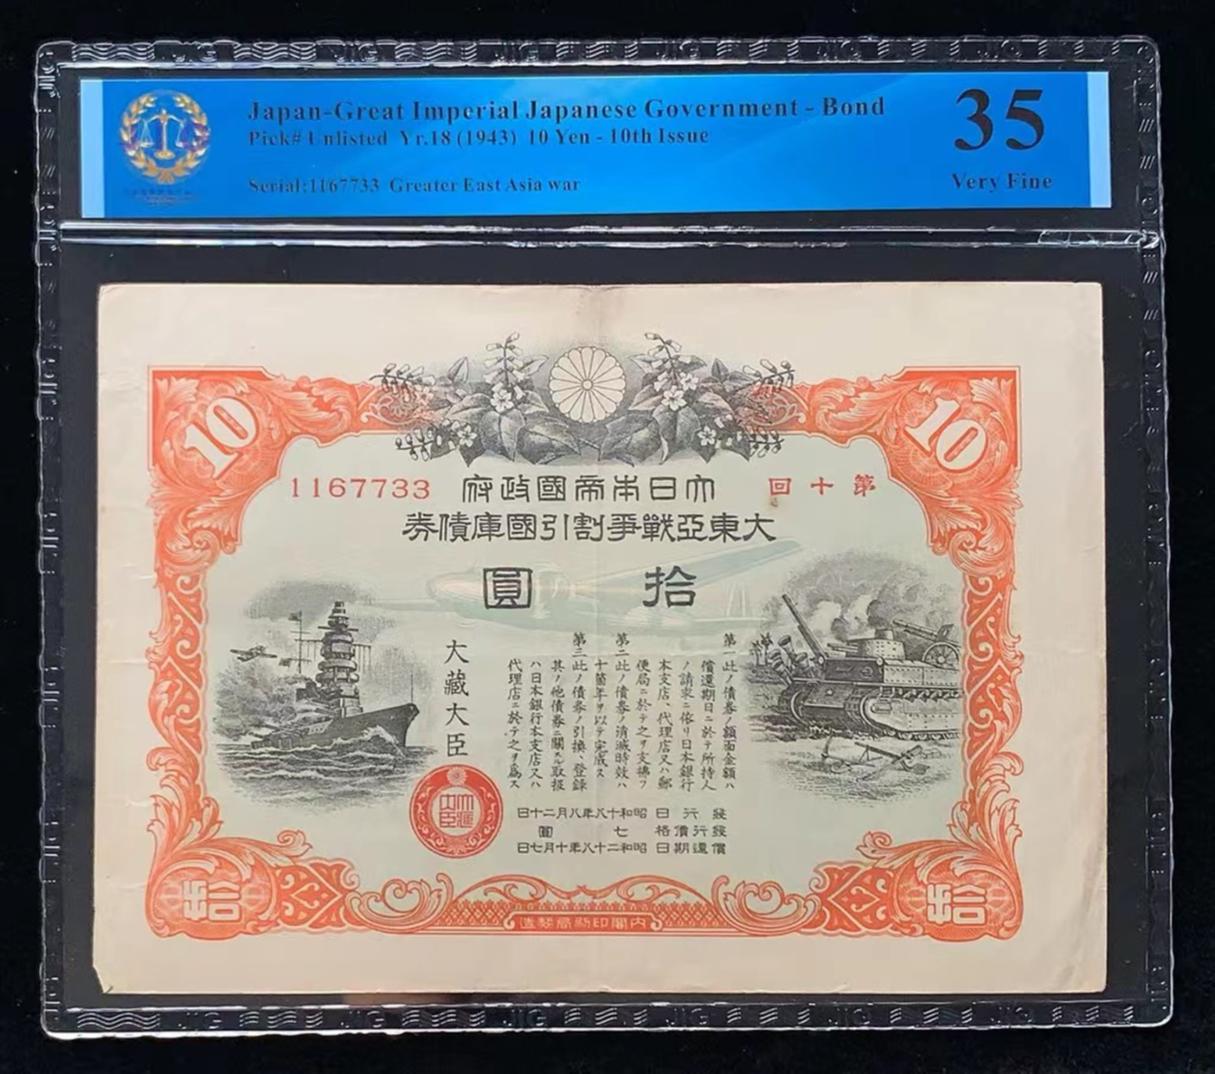 Japan-Great Imperial Japanese Government - Bond
Pick# Unlisted Yr.18 (1943) 10 Yen - 10th Issue
Serial:1167733 Greater East Asia war
35
Very Fine
10
10
第十回
大日本帝國政府
1167733
大東亞戰爭割引國庫債券
拾圓
第一此ノ債券ノ額面金額ハ
償還期日ニ於テ所持人
ノ請求ニ依リ日本銀行
本支店、代理店又ハ郵
便局ニ於テ之ヲ支拂フ
第二此ノ債券ノ消滅時效ハ
十箇年ヲ以テ完成ス
第三此ノ債券ノ引換、登録
其ノ他債券ニ關スル取扱
ハ日本銀行本支店又ハ
代理店ニ於テ之ヲ爲ス
大藏大臣
發行日 昭和十八年八月二十日
發行價格 七圓
償還期日 昭和二十八年十月七日
拾
拾
内閣印刷局製造